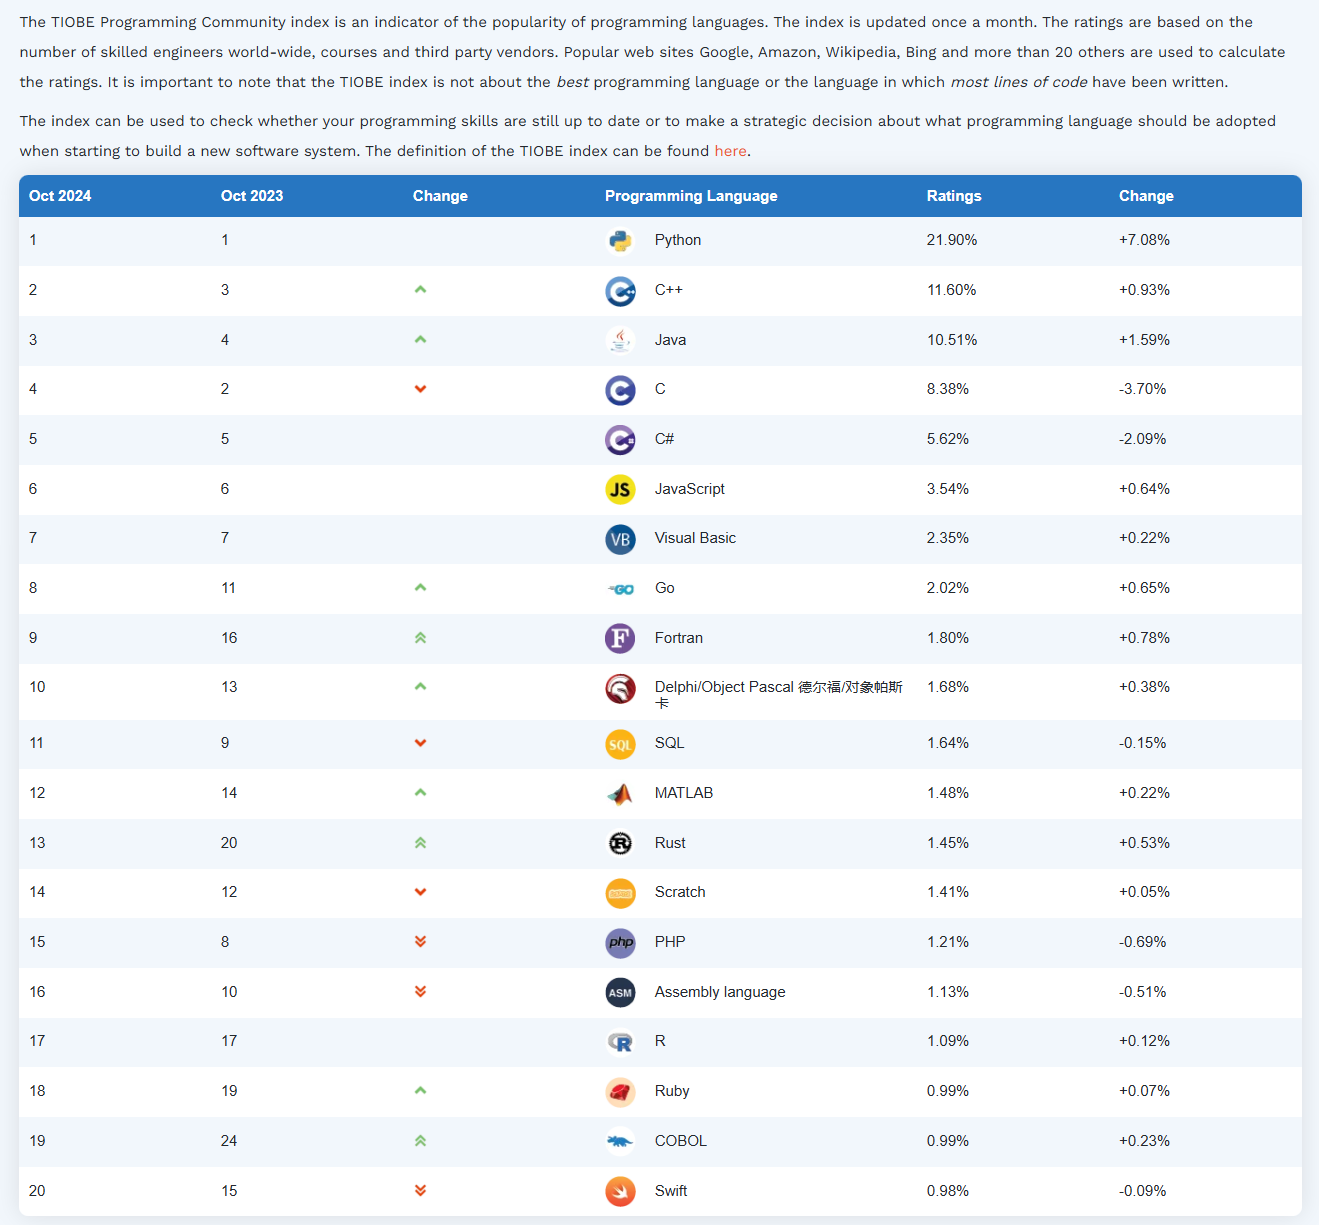 The TIOBE Programming Community index is an indicator of the popularity of programming languages. The index is updated once a month. The ratings are based on the
number of skilled engineers world-wide, courses and third party vendors. Popular web sites Google, Amazon, Wikipedia, Bing and more than 20 others are used to calculate
the ratings. It is important to note that the TIOBE index is not about the best programming language or the language in which most lines of code have been written.
The index can be used to check whether your programming skills are still up to date or to make a strategic decision about what programming language should be adopted
when starting to build a new software system. The definition of the TIOBE index can be found here.
Oct 2024 Oct 2023 Change Programming Language Ratings Change
1 1 Python 21.90% +7.08%
2 3 C++ 11.60% +0.93%
3 4 Java 10.51% +1.59%
4 2 C 8.38% -3.70%
5 5 C# 5.62% -2.09%
6 6 JS JavaScript 3.54% +0.64%
7 7 VB Visual Basic 2.35% +0.22%
8 11 GO Go 2.02% +0.65%
9 16 F Fortran 1.80% +0.78%
10 13 Delphi/Object Pascal 德尔福/对象帕斯 1.68% +0.38%
卡
11 9 SQL SQL 1.64% -0.15%
12 14 MATLAB 1.48% +0.22%
13 20 R Rust 1.45% +0.53%
14 12 Scratch 1.41% +0.05%
15 8 php PHP 1.21% -0.69%
16 10 ASM Assembly language 1.13% -0.51%
17 17 R R 1.09% +0.12%
18 19 Ruby 0.99% +0.07%
19 24 COBOL 0.99% +0.23%
20 15 Swift 0.98% -0.09%